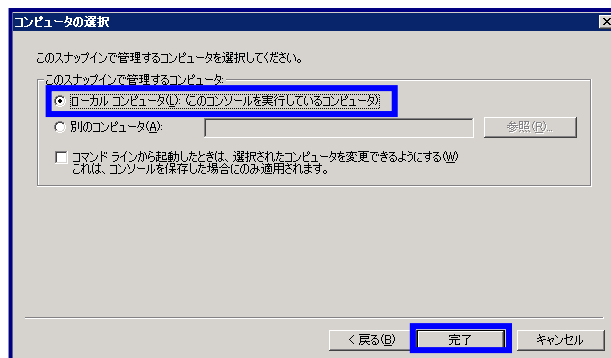 コンピュータの選択
このスナップインで管理するコンピュータを選択してください。
このスナップインで管理するコンピュータ:
ローカル コンピュータ(L): (このコンソールを実行しているコンピュータ)
別のコンピュータ(A):
参照(R)...
コマンド ラインから起動したときは、選択されたコンピュータを変更できるようにする(W)
これは、コンソールを保存した場合にのみ適用されます。
< 戻る(B)
完了
キャンセル